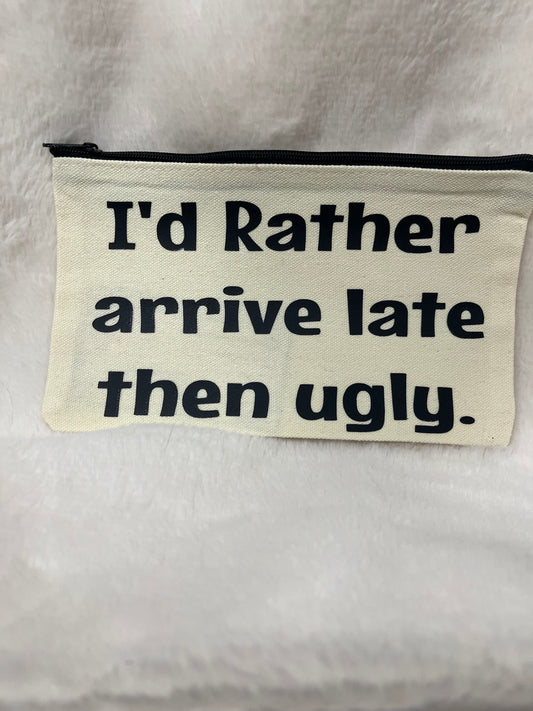 I'd Rather
arrive late
then ugly.